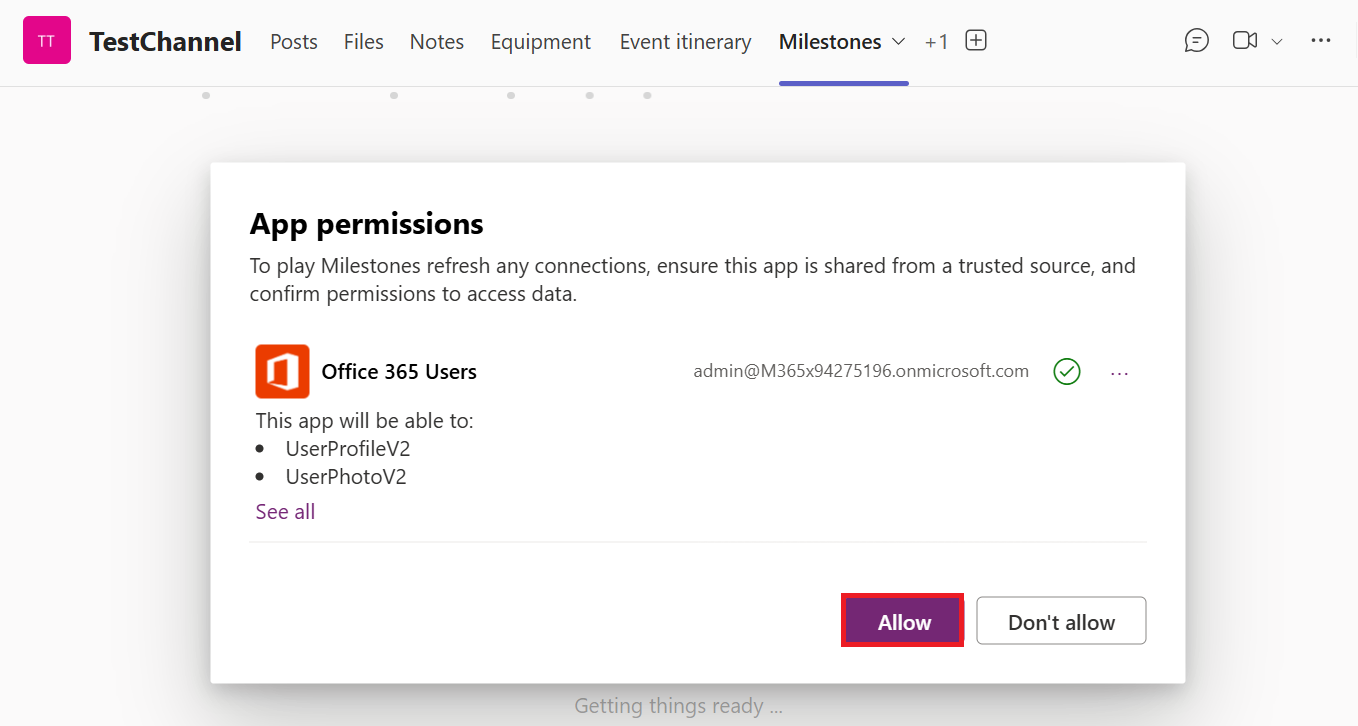 TT
TestChannel
Posts
Files
Notes
Equipment
Event itinerary
Milestones
+1
App permissions
To play Milestones refresh any connections, ensure this app is shared from a trusted source, and
confirm permissions to access data.
Office 365 Users
admin@M365x94275196.onmicrosoft.com
...
This app will be able to:
• UserProfileV2
• UserPhotoV2
See all
Allow
Don't allow
Getting things ready ...